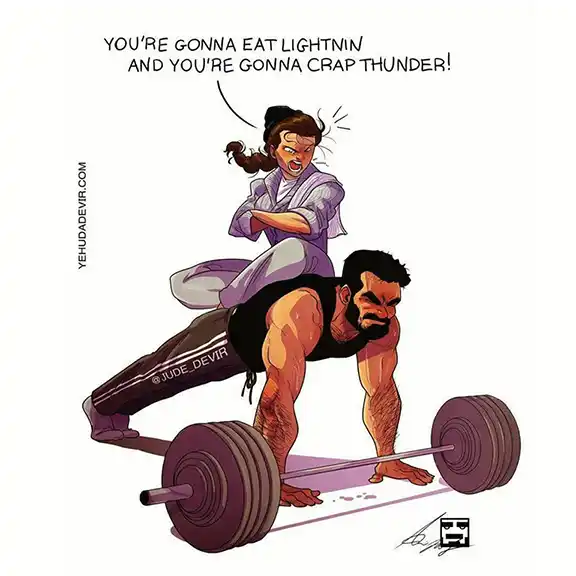 YOU'RE GONNA EAT LIGHTNIN
AND YOU'RE GONNA CRAP THUNDER!
YEHUDADEVIR.COM
@JUDE_DEVIR